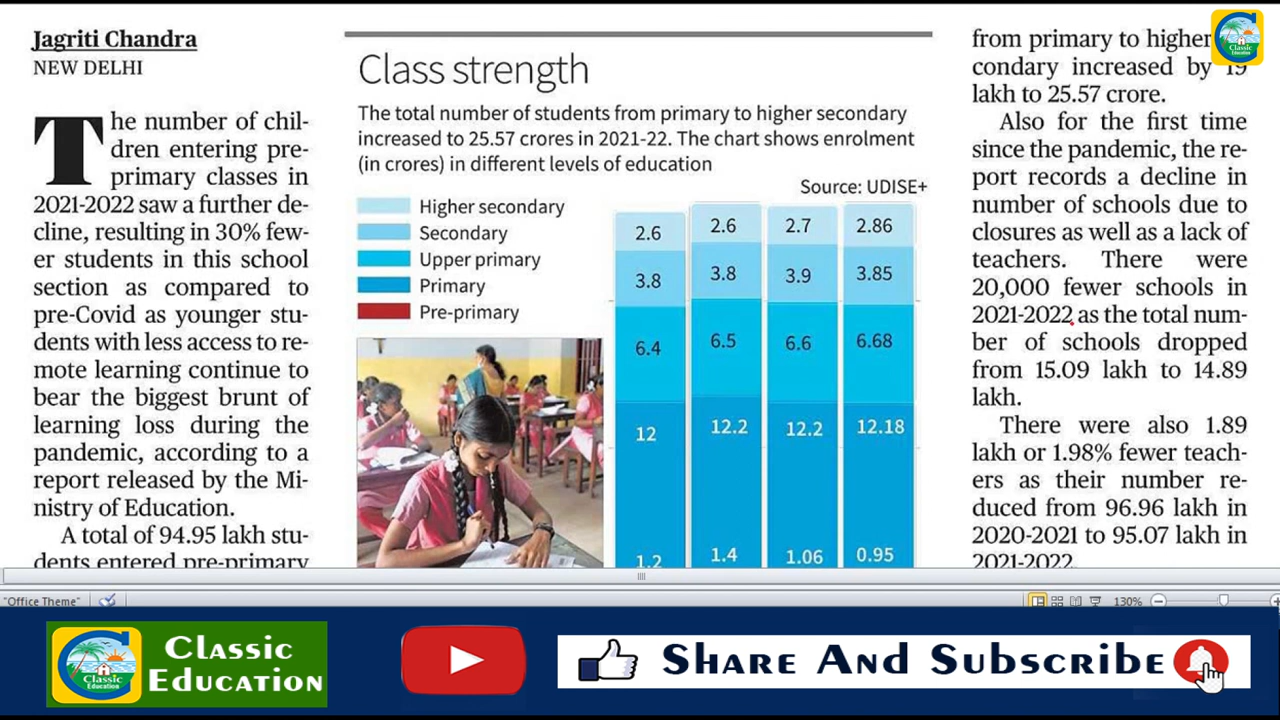 Jagriti Chandra
NEW DELHI
The number of chil-
dren entering pre-
primary classes in
2021-2022 saw a further de-
cline, resulting in 30% few-
er students in this school
section as compared to
pre-Covid as younger stu-
dents with less access to re-
mote learning continue to
bear the biggest brunt of
learning loss during the
pandemic, according to a
report released by the Mi-
nistry of Education.
A total of 94.95 lakh stu-
dents entered pre-primary
Class strength
The total number of students from primary to higher secondary
increased to 25.57 crores in 2021-22. The chart shows enrolment
(in crores) in different levels of education
Source: UDISE+
Higher secondary
Secondary
Upper primary
Primary
Pre-primary
2.6 2.6 2.7 2.86
3.8 3.8 3.9 3.85
6.4 6.5 6.6 6.68
12 12.2 12.2 12.18
1.2 1.4 1.06 0.95
from primary to higher
condary increased by 19
lakh to 25.57 crore.
Also for the first time
since the pandemic, the re-
port records a decline in
number of schools due to
closures as well as a lack of
teachers. There were
20,000 fewer schools in
2021-2022 as the total num-
ber of schools dropped
from 15.09 lakh to 14.89
lakh.
There were also 1.89
lakh or 1.98% fewer teach-
ers as their number re-
duced from 96.96 lakh in
2020-2021 to 95.07 lakh in
2021-2022.
Classic
Education
"Office Theme"
130%
Classic
Education
Classic
Education
Share And Subscribe